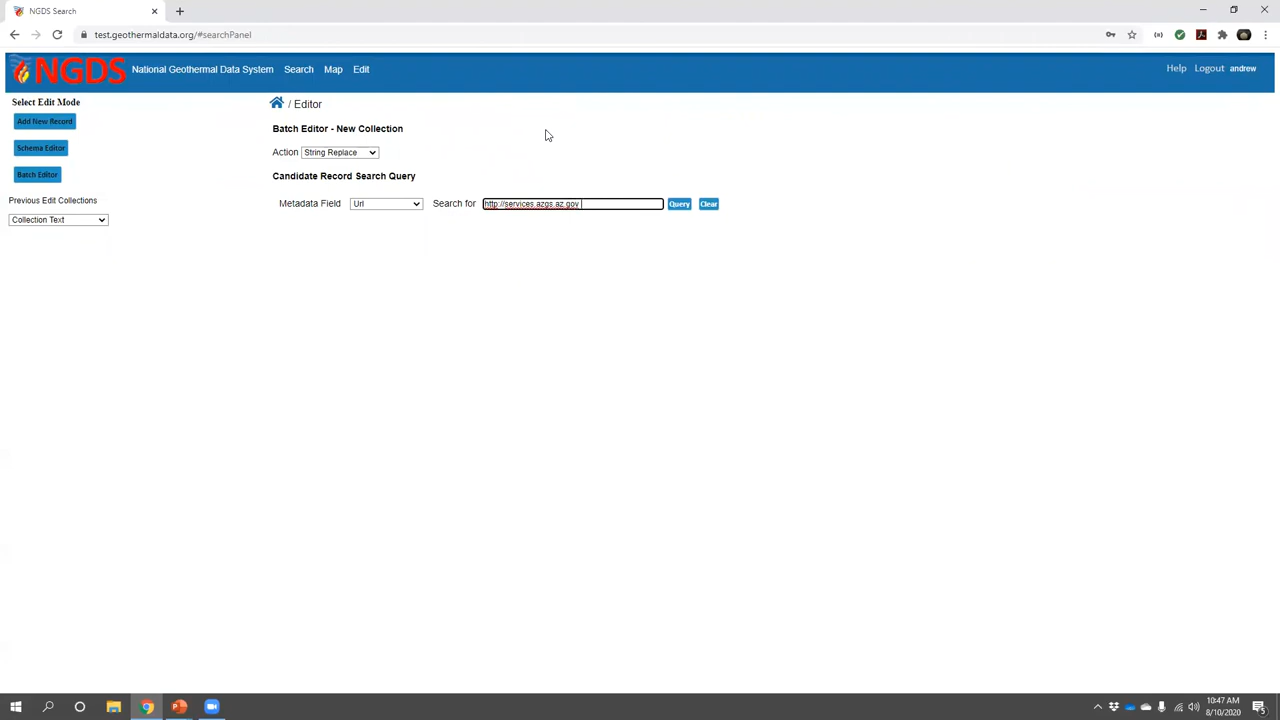 NGDS Search
test.geothermaldata.org/#searchPanel
NGDS National Geothermal Data System Search Map Edit Help Logout andrew
Select Edit Mode
Add New Record
Schema Editor
Batch Editor
Previous Edit Collections
Collection Text
/ Editor
Batch Editor - New Collection
Action String Replace
Candidate Record Search Query
Metadata Field Url Search for http://services.azgs.az.gov Query Clear
10:47 AM
8/10/2020